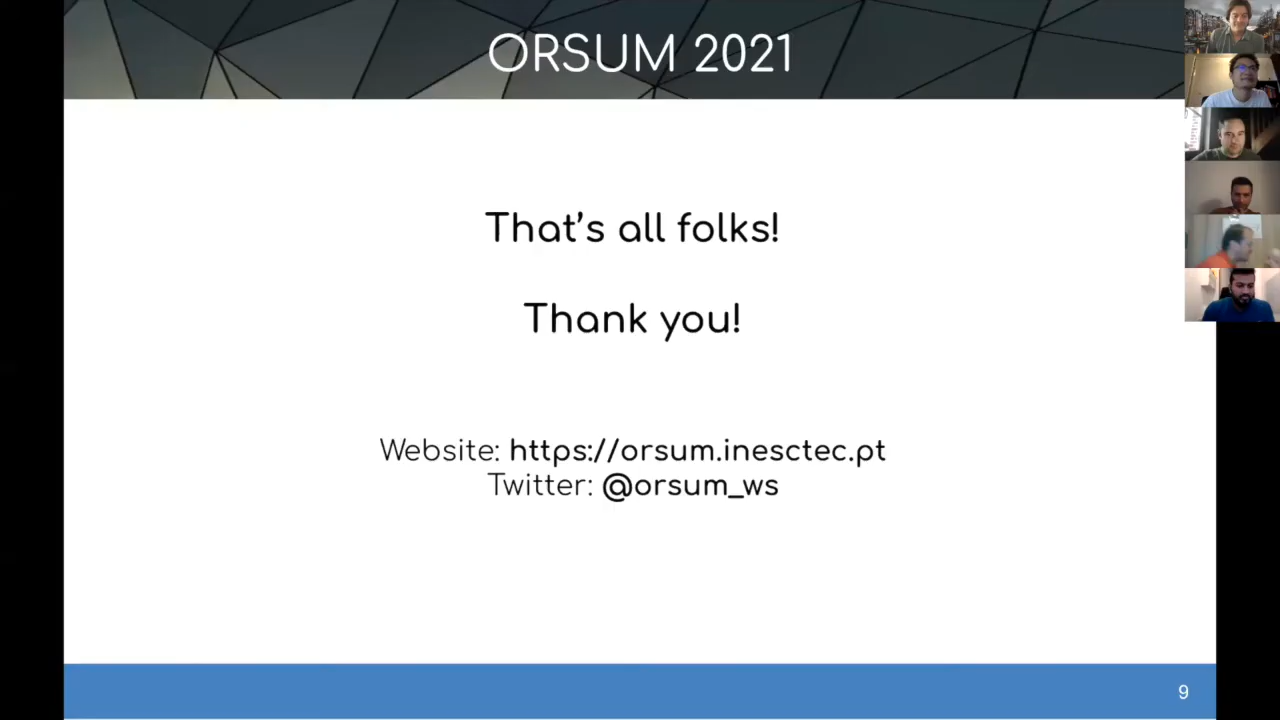 ORSUM 2021
That's all folks!
Thank you!
Website: https://orsum.inesctec.pt
Twitter: @orsum_ws
9